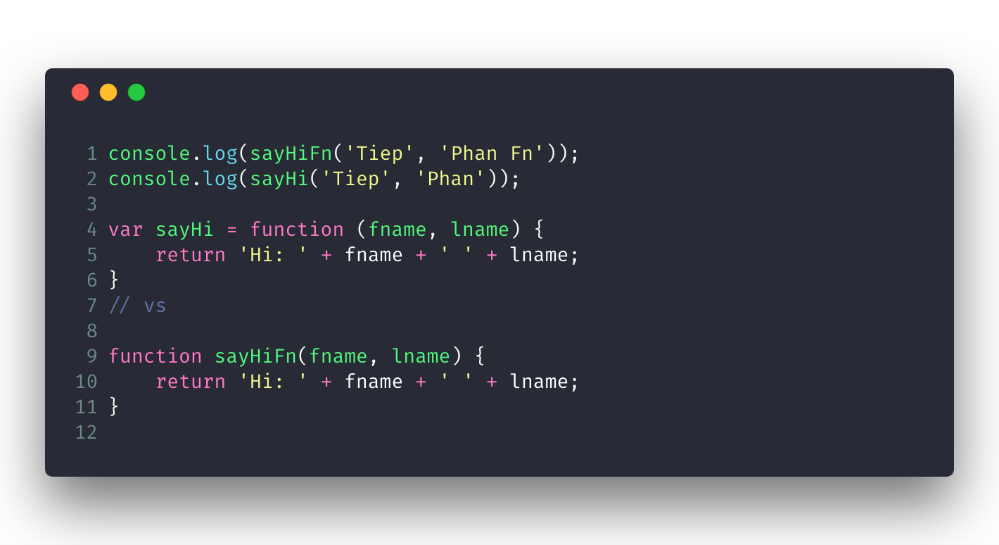 1 console.log(sayHiFn('Tiep', 'Phan Fn'));
2 console.log(sayHi('Tiep', 'Phan'));
3
4 var sayHi = function (fname, lname) {
5     return 'Hi: ' + fname + ' ' + lname;
6 }
7 // vs
8
9 function sayHiFn(fname, lname) {
10     return 'Hi: ' + fname + ' ' + lname;
11 }
12